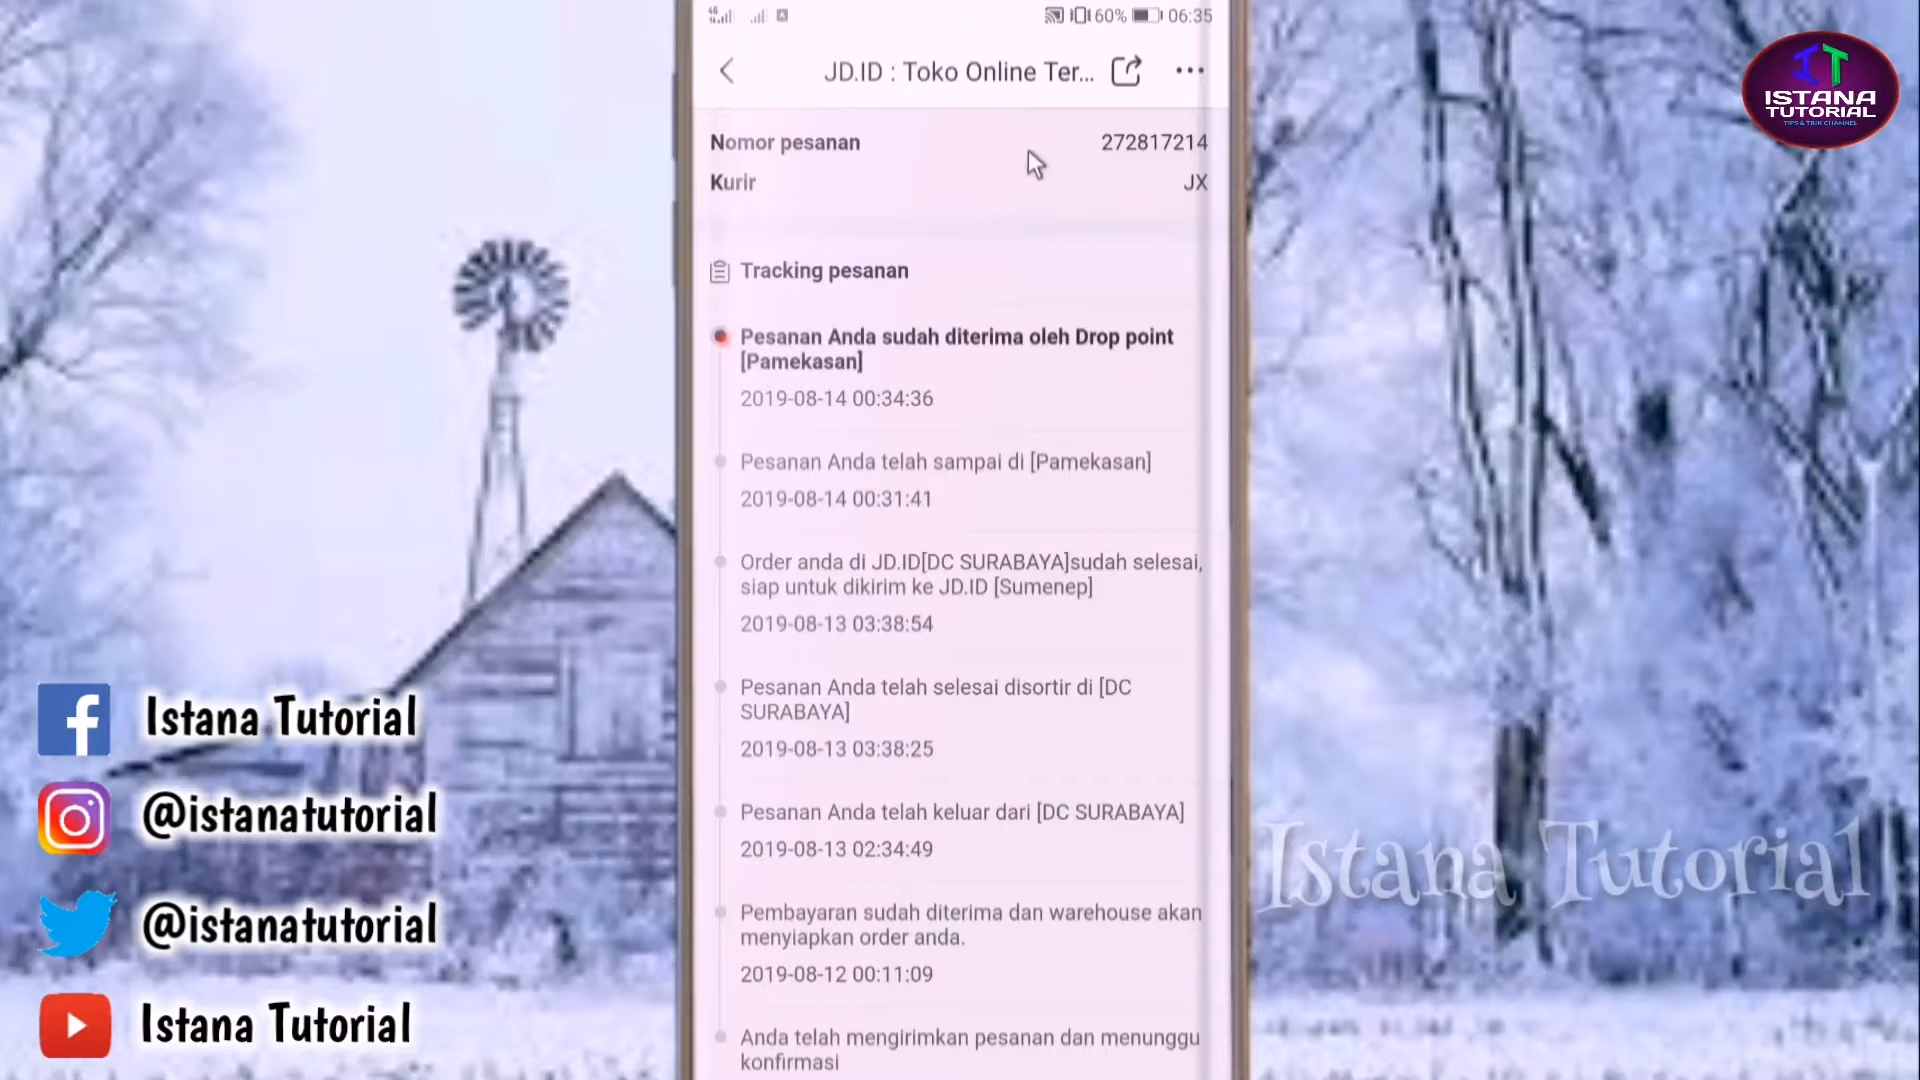 4G
60%
06:35
JD.ID : Toko Online Ter...
Nomor pesanan
272817214
Kurir
JX
Tracking pesanan
Pesanan Anda sudah diterima oleh Drop point
[Pamekasan]
2019-08-14 00:34:36
Pesanan Anda telah sampai di [Pamekasan]
2019-08-14 00:31:41
Order anda di JD.ID[DC SURABAYA]sudah selesai,
siap untuk dikirim ke JD.ID [Sumenep]
2019-08-13 03:38:54
Pesanan Anda telah selesai disortir di [DC
SURABAYA]
2019-08-13 03:38:25
Pesanan Anda telah keluar dari [DC SURABAYA]
2019-08-13 02:34:49
Pembayaran sudah diterima dan warehouse akan
menyiapkan order anda.
2019-08-12 00:11:09
Anda telah mengirimkan pesanan dan menunggu
konfirmasi
IT
ISTANA
TUTORIAL
TIPS & TRIK CHANNEL
Istana Tutorial
@istanatutorial
@istanatutorial
Istana Tutorial
Istana Tutorial